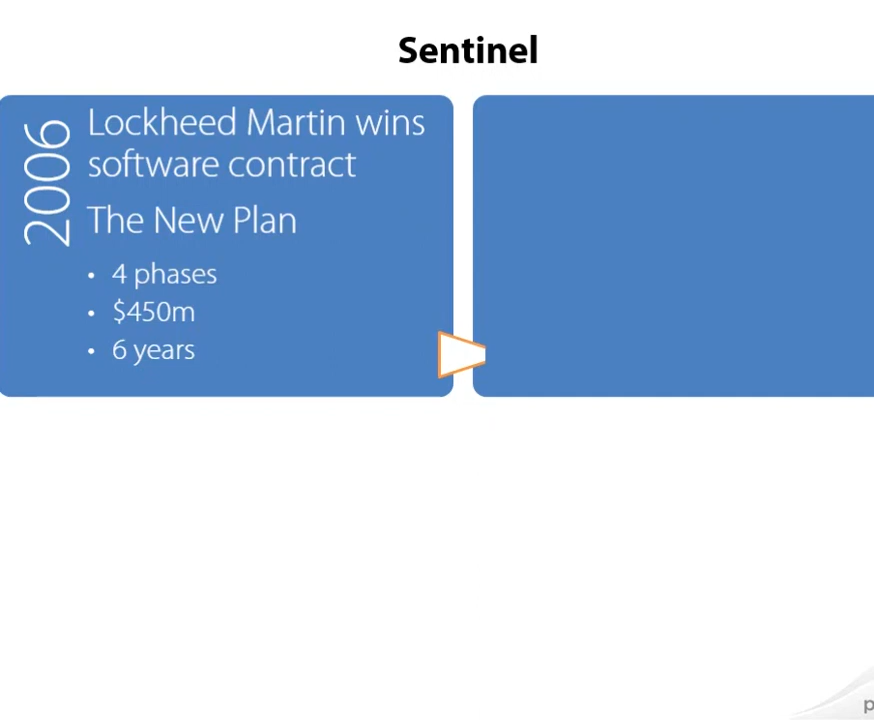 Sentinel
2006
Lockheed Martin wins
software contract
The New Plan
• 4 phases
• $450m
• 6 years
p